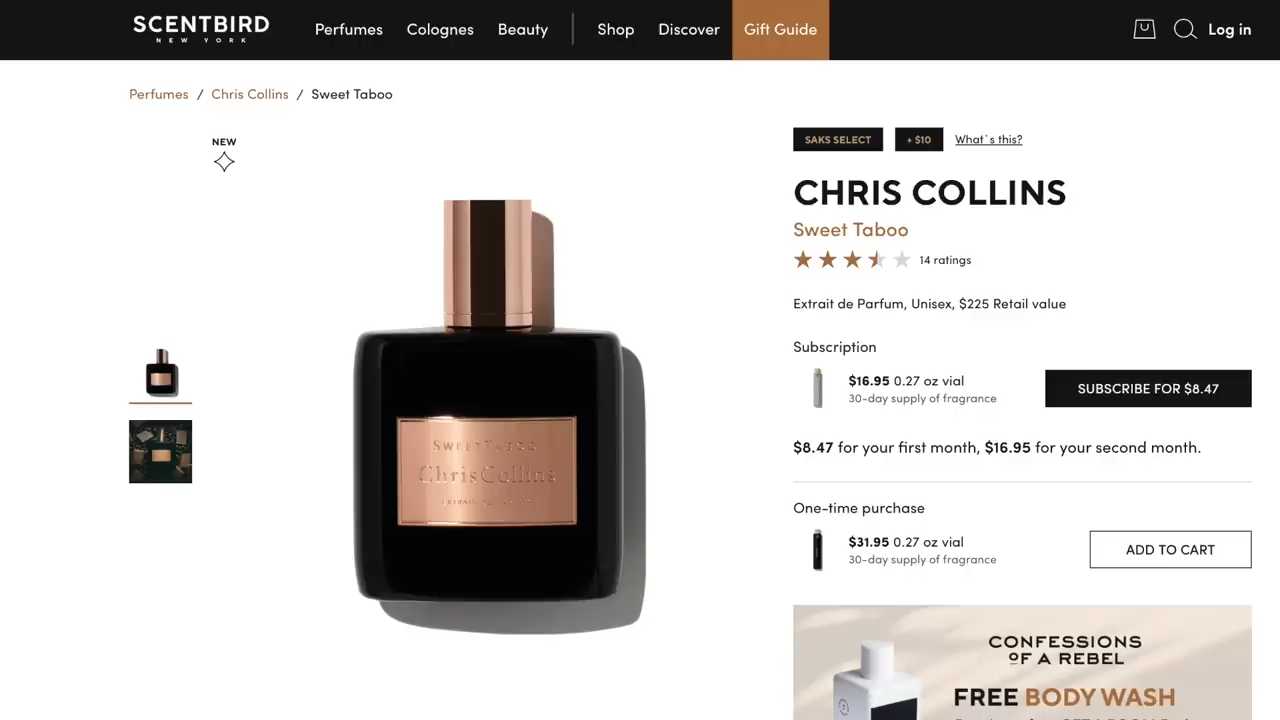 SCENTBIRD
NEW YORK
Perfumes
Colognes
Beauty
Shop
Discover
Gift Guide
Log in
Perfumes / Chris Collins / Sweet Taboo
NEW
SAKS SELECT
+ $10
What`s this?
CHRIS COLLINS
Sweet Taboo
14 ratings
Extrait de Parfum, Unisex, $225 Retail value
Subscription
$16.95 0.27 oz vial
30-day supply of fragrance
SUBSCRIBE FOR $8.47
$8.47 for your first month, $16.95 for your second month.
One-time purchase
$31.95 0.27 oz vial
30-day supply of fragrance
ADD TO CART
Sweet Taboo
ChrisCollins
CONFESSIONS
OF A REBEL
FREE BODY WASH